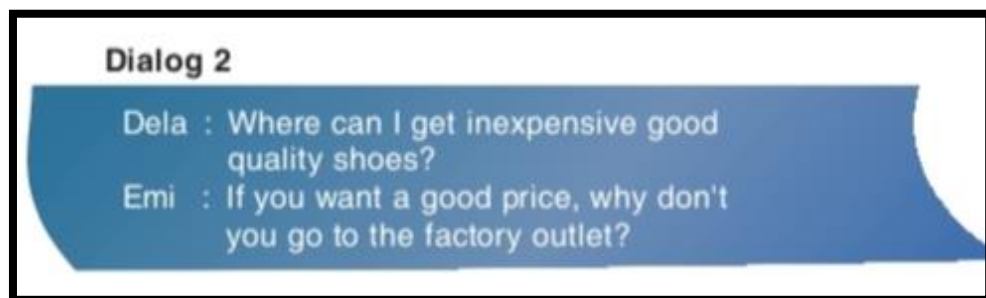 Dialog 2
Dela : Where can I get inexpensive good
quality shoes?
Emi : If you want a good price, why don't
you go to the factory outlet?